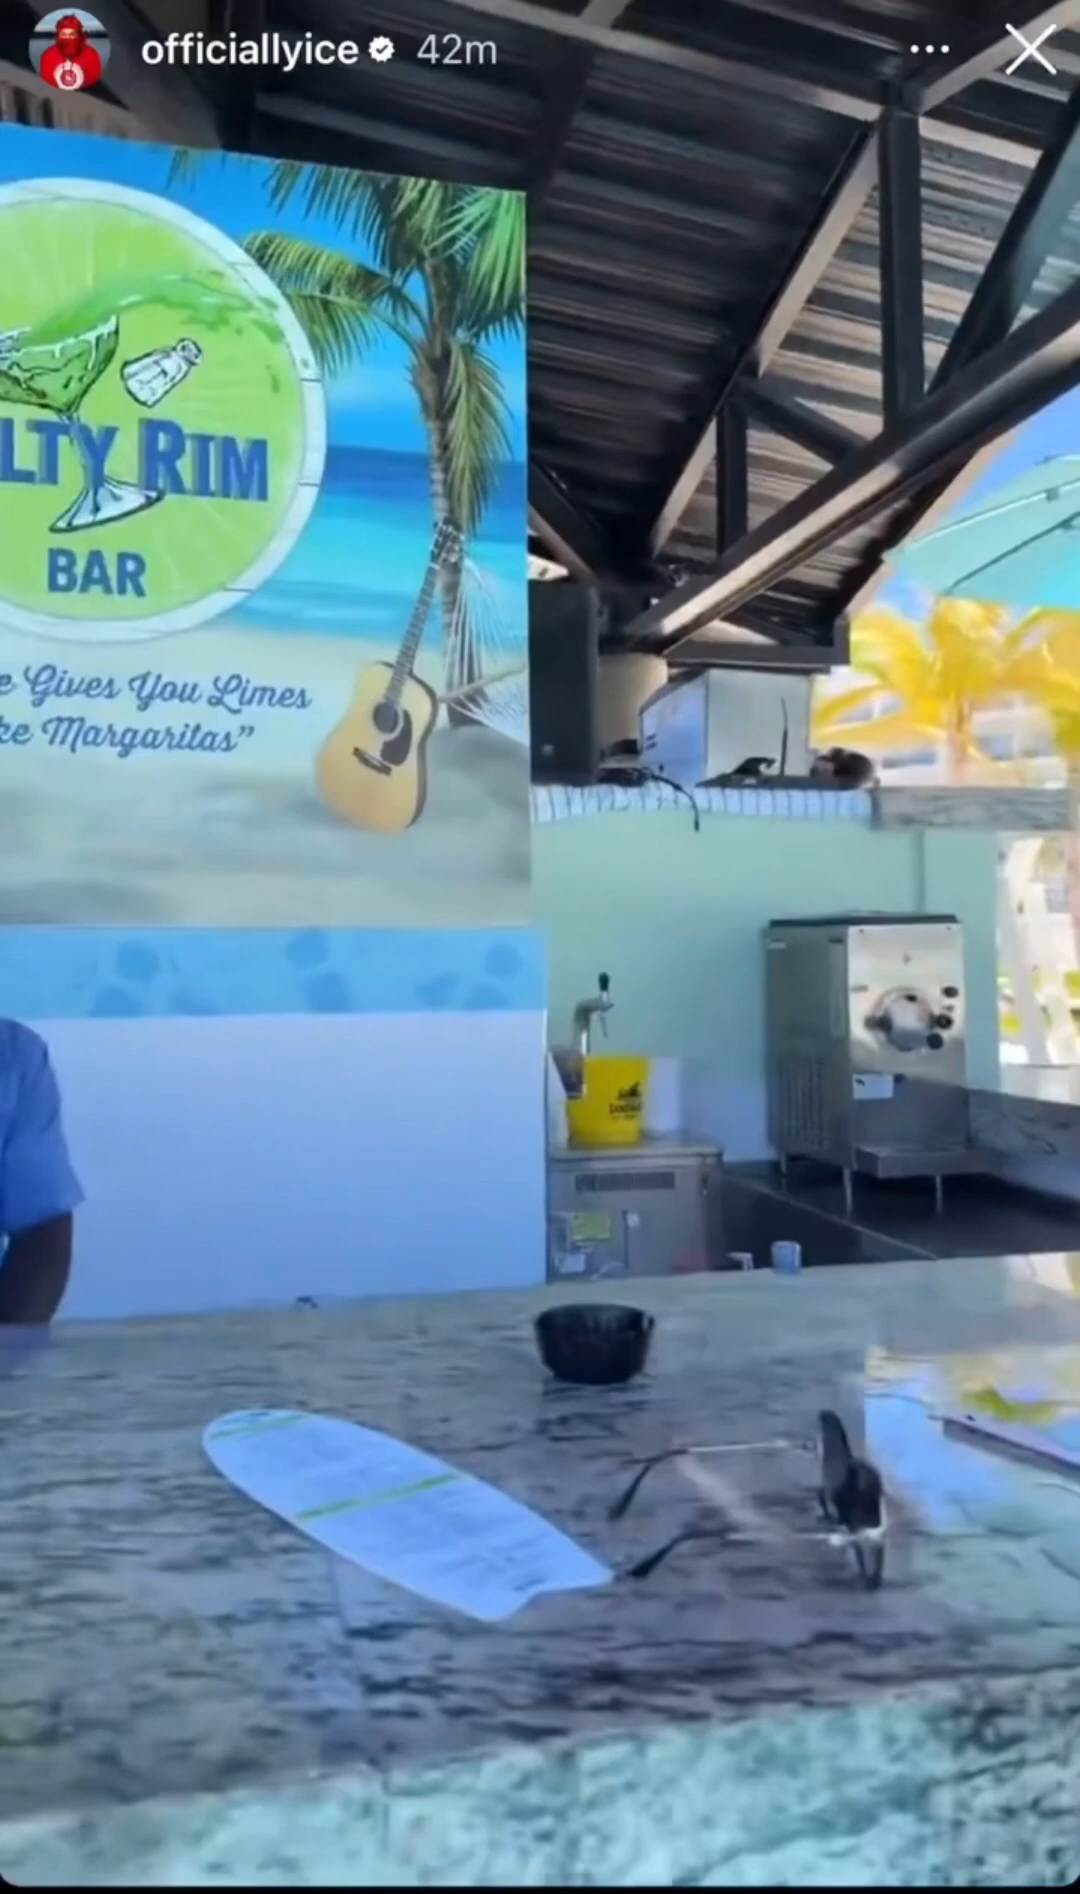 officiallyice 42m
LTY RIM
BAR
e Gives You Limes
ke Margaritas"